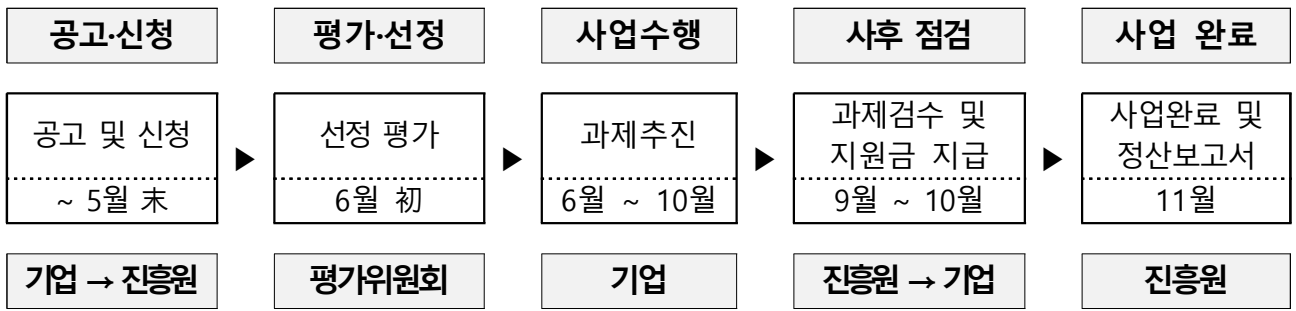 공고·신청
평가·선정
사업수행
사후 점검
사업 완료
공고 및 신청
~ 5월 末
▶
선정 평가
6월 初
▶
과제추진
6월 ~ 10월
▶
과제검수 및
지원금 지급
9월 ~ 10월
▶
사업완료 및
정산보고서
11월
기업 → 진흥원
평가위원회
기업
진흥원 → 기업
진흥원